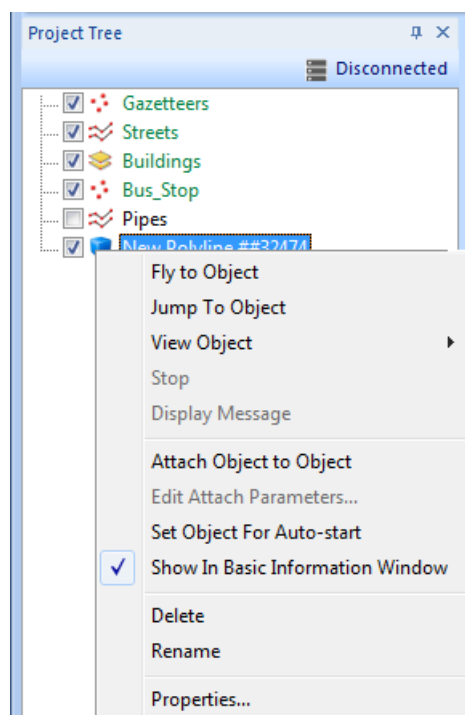 Project Tree
Disconnected
Gazetteers
Streets
Buildings
Bus_Stop
Pipes
New Polyline ##32474
Fly to Object
Jump To Object
View Object
Stop
Display Message
Attach Object to Object
Edit Attach Parameters...
Set Object For Auto-start
Show In Basic Information Window
Delete
Rename
Properties...